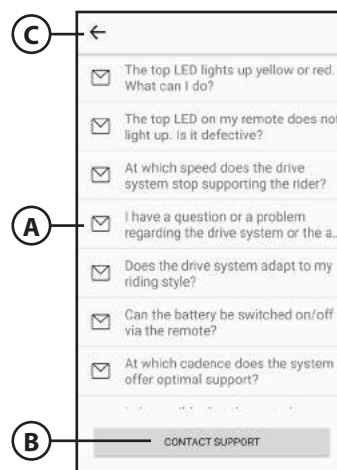 C
The top LED lights up yellow or red.
What can I do?
The top LED on my remote does not
light up. Is it defective?
At which speed does the drive
system stop supporting the rider?
A
I have a question or a problem
regarding the drive system or the a..
Does the drive system adapt to my
riding style?
Can the battery be switched on/off
via the remote?
At which cadence does the system
offer optimal support?
B
CONTACT SUPPORT